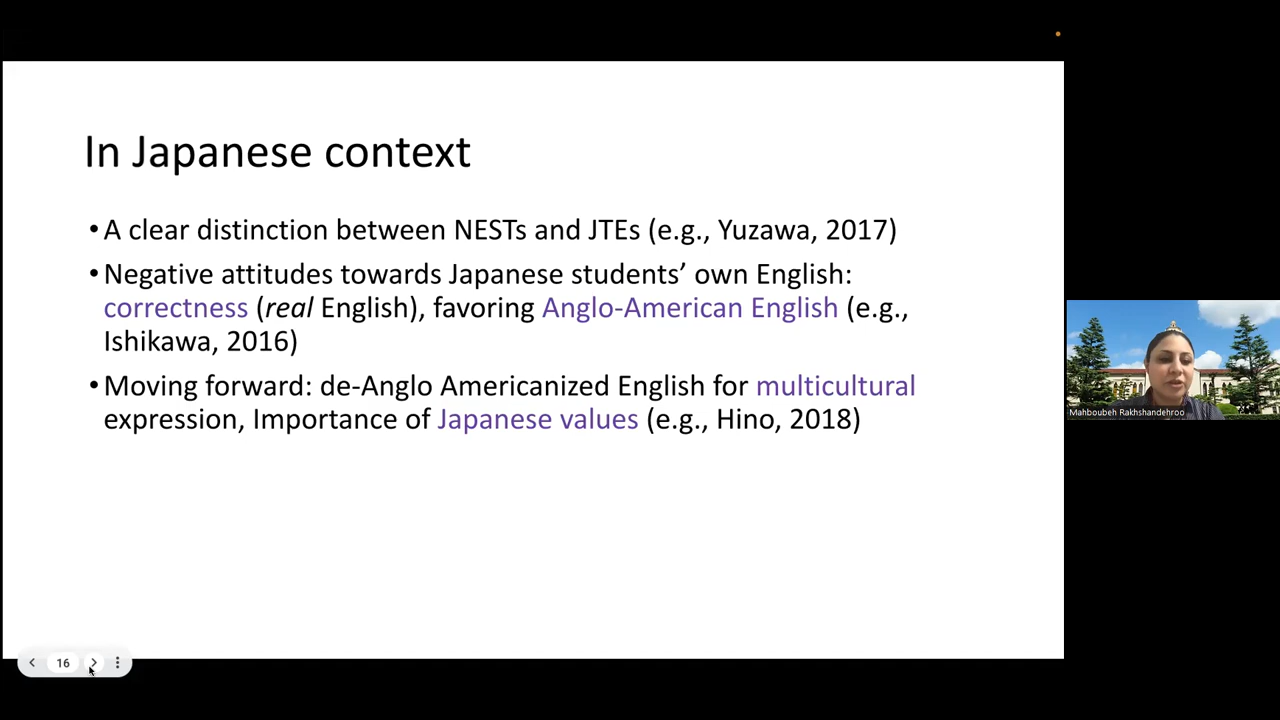 In Japanese context
•A clear distinction between NESTs and JTEs (e.g., Yuzawa, 2017)
•Negative attitudes towards Japanese students’ own English:
correctness (real English), favoring Anglo-American English (e.g.,
Ishikawa, 2016)
•Moving forward: de-Anglo Americanized English for multicultural
expression, Importance of Japanese values (e.g., Hino, 2018)
Mahboubeh Rakhshandehroo
16